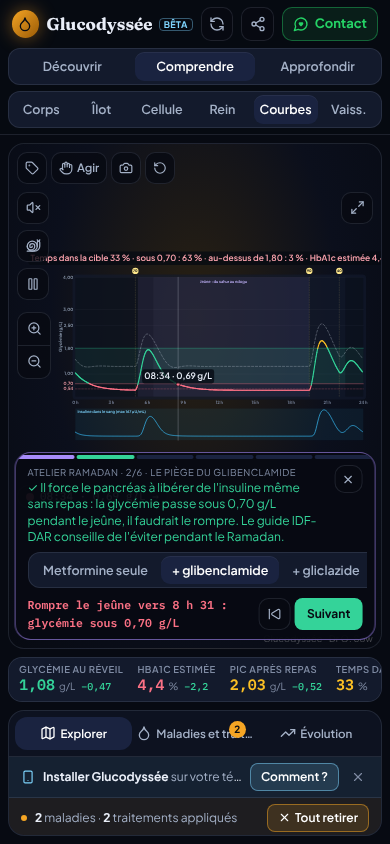 Glucodyssée BÊTA Contact
Découvrir Comprendre Approfondir
Corps Îlot Cellule Rein Courbes Vaiss.
Agir
Temps dans la cible 33 % · sous 0,70 : 63 % · au-dessus de 1,80 : 3 % · HbA1c estimée 4,
08:34 · 0,69 g/L
ATELIER RAMADAN · 2/6 · LE PIÈGE DU GLIBENCLAMIDE
✓ Il force le pancréas à libérer de l'insuline même
sans repas : la glycémie passe sous 0,70 g/L
pendant le jeûne, il faudrait le rompre. Le guide IDF-
DAR conseille de l'éviter pendant le Ramadan.
Metformine seule + glibenclamide + gliclazide
Rompre le jeûne vers 8 h 31 :
glycémie sous 0,70 g/L
Suivant
GLYCÉMIE AU RÉVEIL HBA1C ESTIMÉE PIC APRÈS REPAS TEMPS DA
1,08 g/L −0,47 4,4 % −2,2 2,03 g/L −0,52 33 %
Explorer Maladies et tra… 2 Évolution
Installer Glucodyssée sur votre té… Comment ?
2 maladies · 2 traitements appliqués Tout retirer